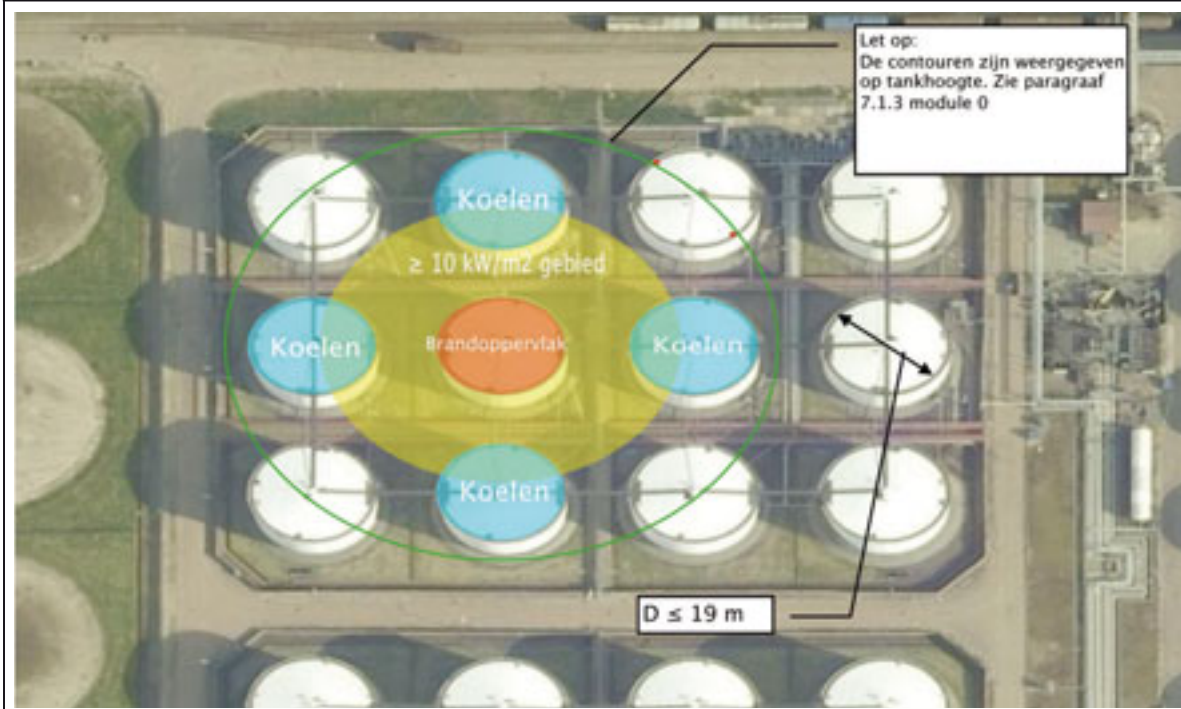 Let op:
De contouren zijn weergegeven
op tankhoogte. Zie paragraaf
7.1.3 module 0
Koelen
≥ 10 kW/m2 gebied
Koelen
Brandoppervlak
Koelen
Koelen
D ≤ 19 m